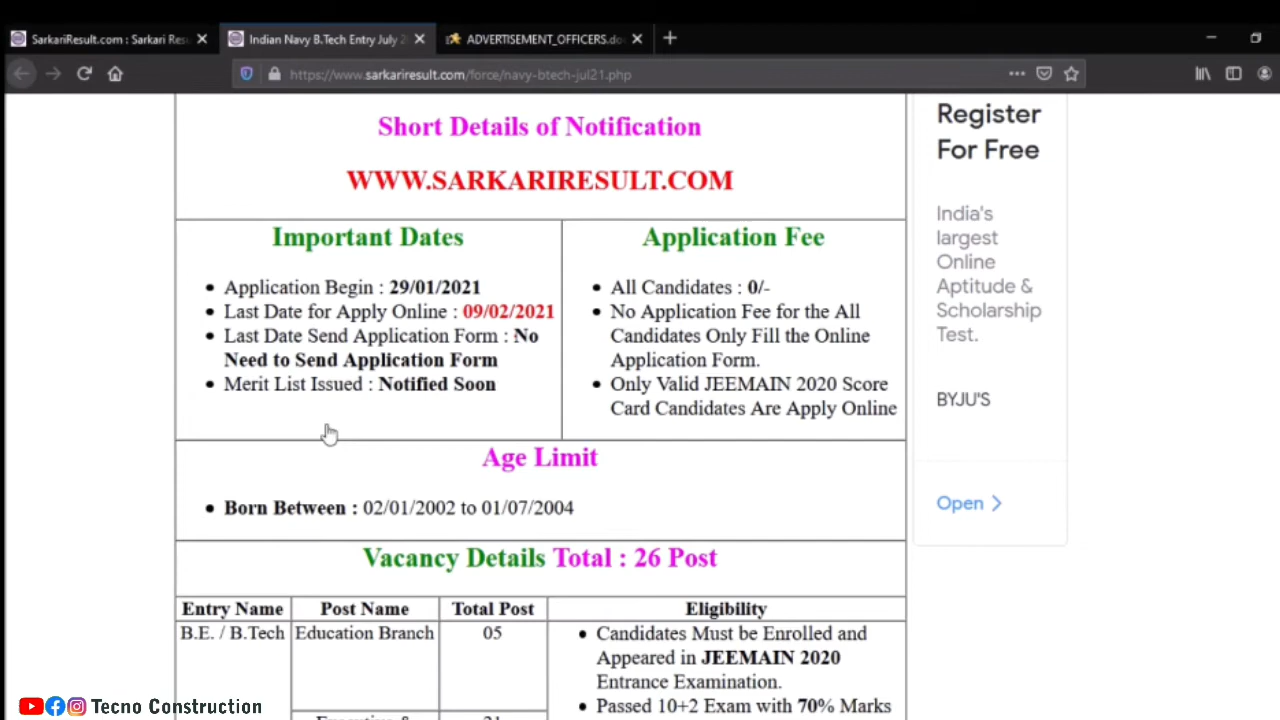 SarkariResult.com : Sarkari Res
Indian Navy B.Tech Entry July 2
ADVERTISEMENT_OFFICERS.do
https://www.sarkariresult.com/force/navy-btech-jul21.php
Short Details of Notification
WWW.SARKARIRESULT.COM
Important Dates
Application Begin : 29/01/2021
Last Date for Apply Online : 09/02/2021
Last Date Send Application Form : No
Need to Send Application Form
Merit List Issued : Notified Soon
Application Fee
All Candidates : 0/-
No Application Fee for the All
Candidates Only Fill the Online
Application Form.
Only Valid JEEMAIN 2020 Score
Card Candidates Are Apply Online
Age Limit
Born Between : 02/01/2002 to 01/07/2004
Vacancy Details Total : 26 Post
Entry Name Post Name Total Post Eligibility
B.E. / B.Tech Education Branch 05
Candidates Must be Enrolled and
Appeared in JEEMAIN 2020
Entrance Examination.
Passed 10+2 Exam with 70% Marks
Register
For Free
India's
largest
Online
Aptitude &
Scholarship
Test.
BYJU'S
Open
Tecno Construction